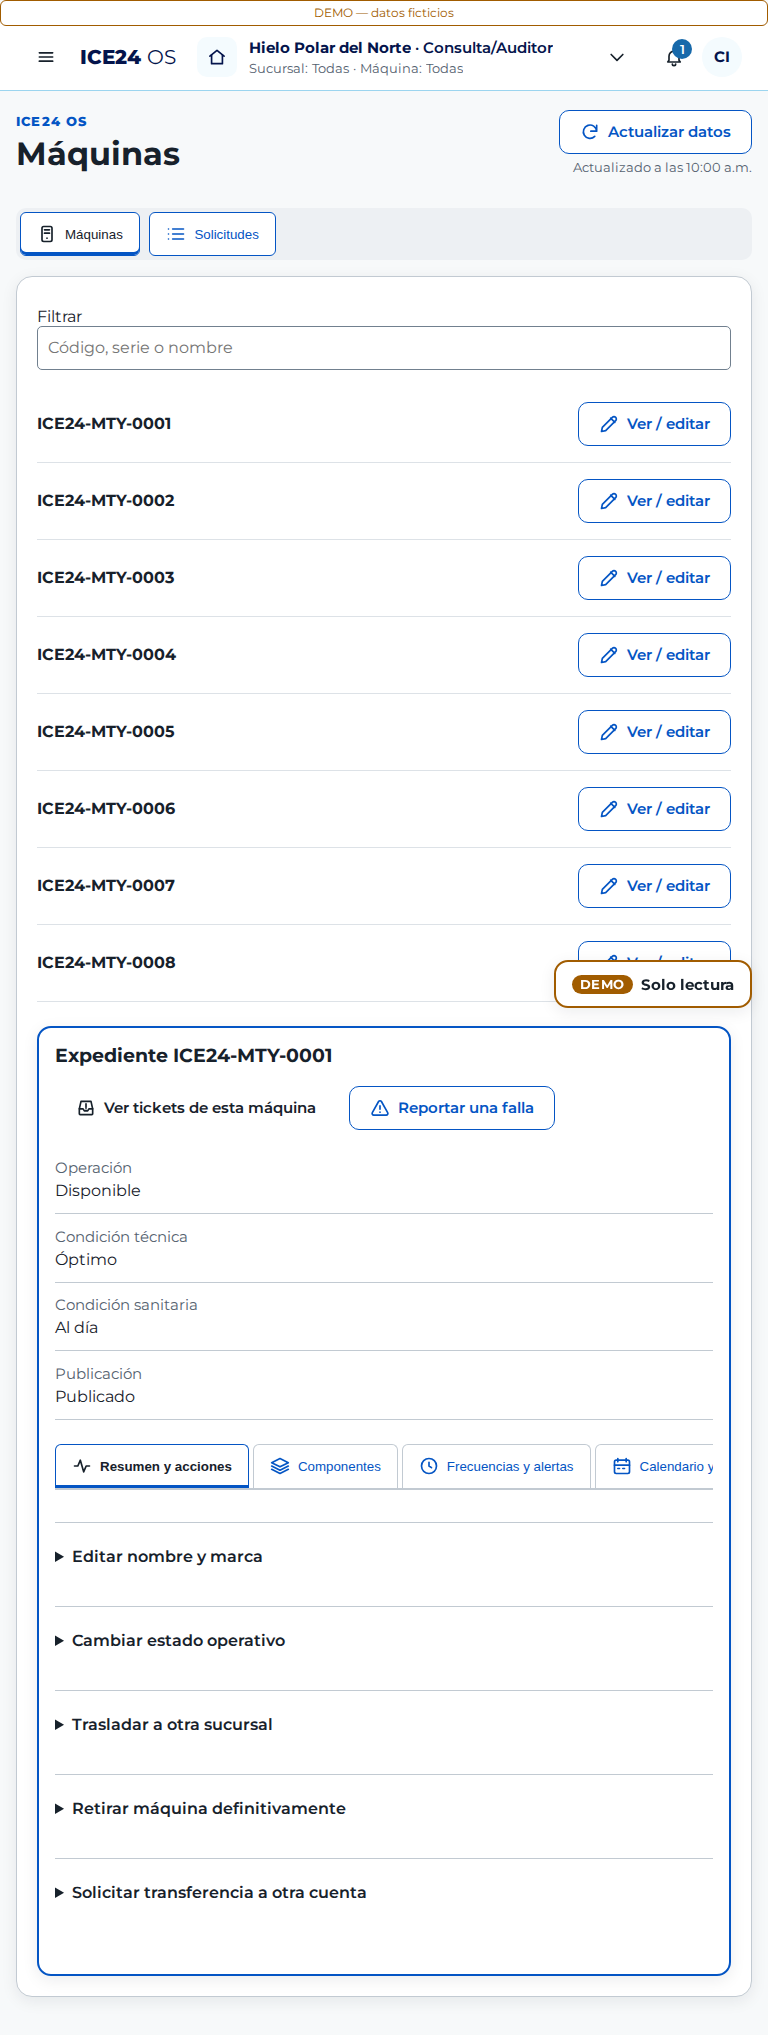 DEMO — datos ficticios
ICE24 OS
Hielo Polar del Norte · Consulta/Auditor
Sucursal: Todas · Máquina: Todas
1
CI
ICE24 OS
Máquinas
Actualizar datos
Actualizado a las 10:00 a.m.
Máquinas
Solicitudes
Filtrar
Código, serie o nombre
ICE24-MTY-0001
Ver / editar
ICE24-MTY-0002
Ver / editar
ICE24-MTY-0003
Ver / editar
ICE24-MTY-0004
Ver / editar
ICE24-MTY-0005
Ver / editar
ICE24-MTY-0006
Ver / editar
ICE24-MTY-0007
Ver / editar
ICE24-MTY-0008
DEMO Solo lectura
Expediente ICE24-MTY-0001
Ver tickets de esta máquina
Reportar una falla
Operación
Disponible
Condición técnica
Óptimo
Condición sanitaria
Al día
Publicación
Publicado
Resumen y acciones
Componentes
Frecuencias y alertas
Calendario y
Editar nombre y marca
Cambiar estado operativo
Trasladar a otra sucursal
Retirar máquina definitivamente
Solicitar transferencia a otra cuenta